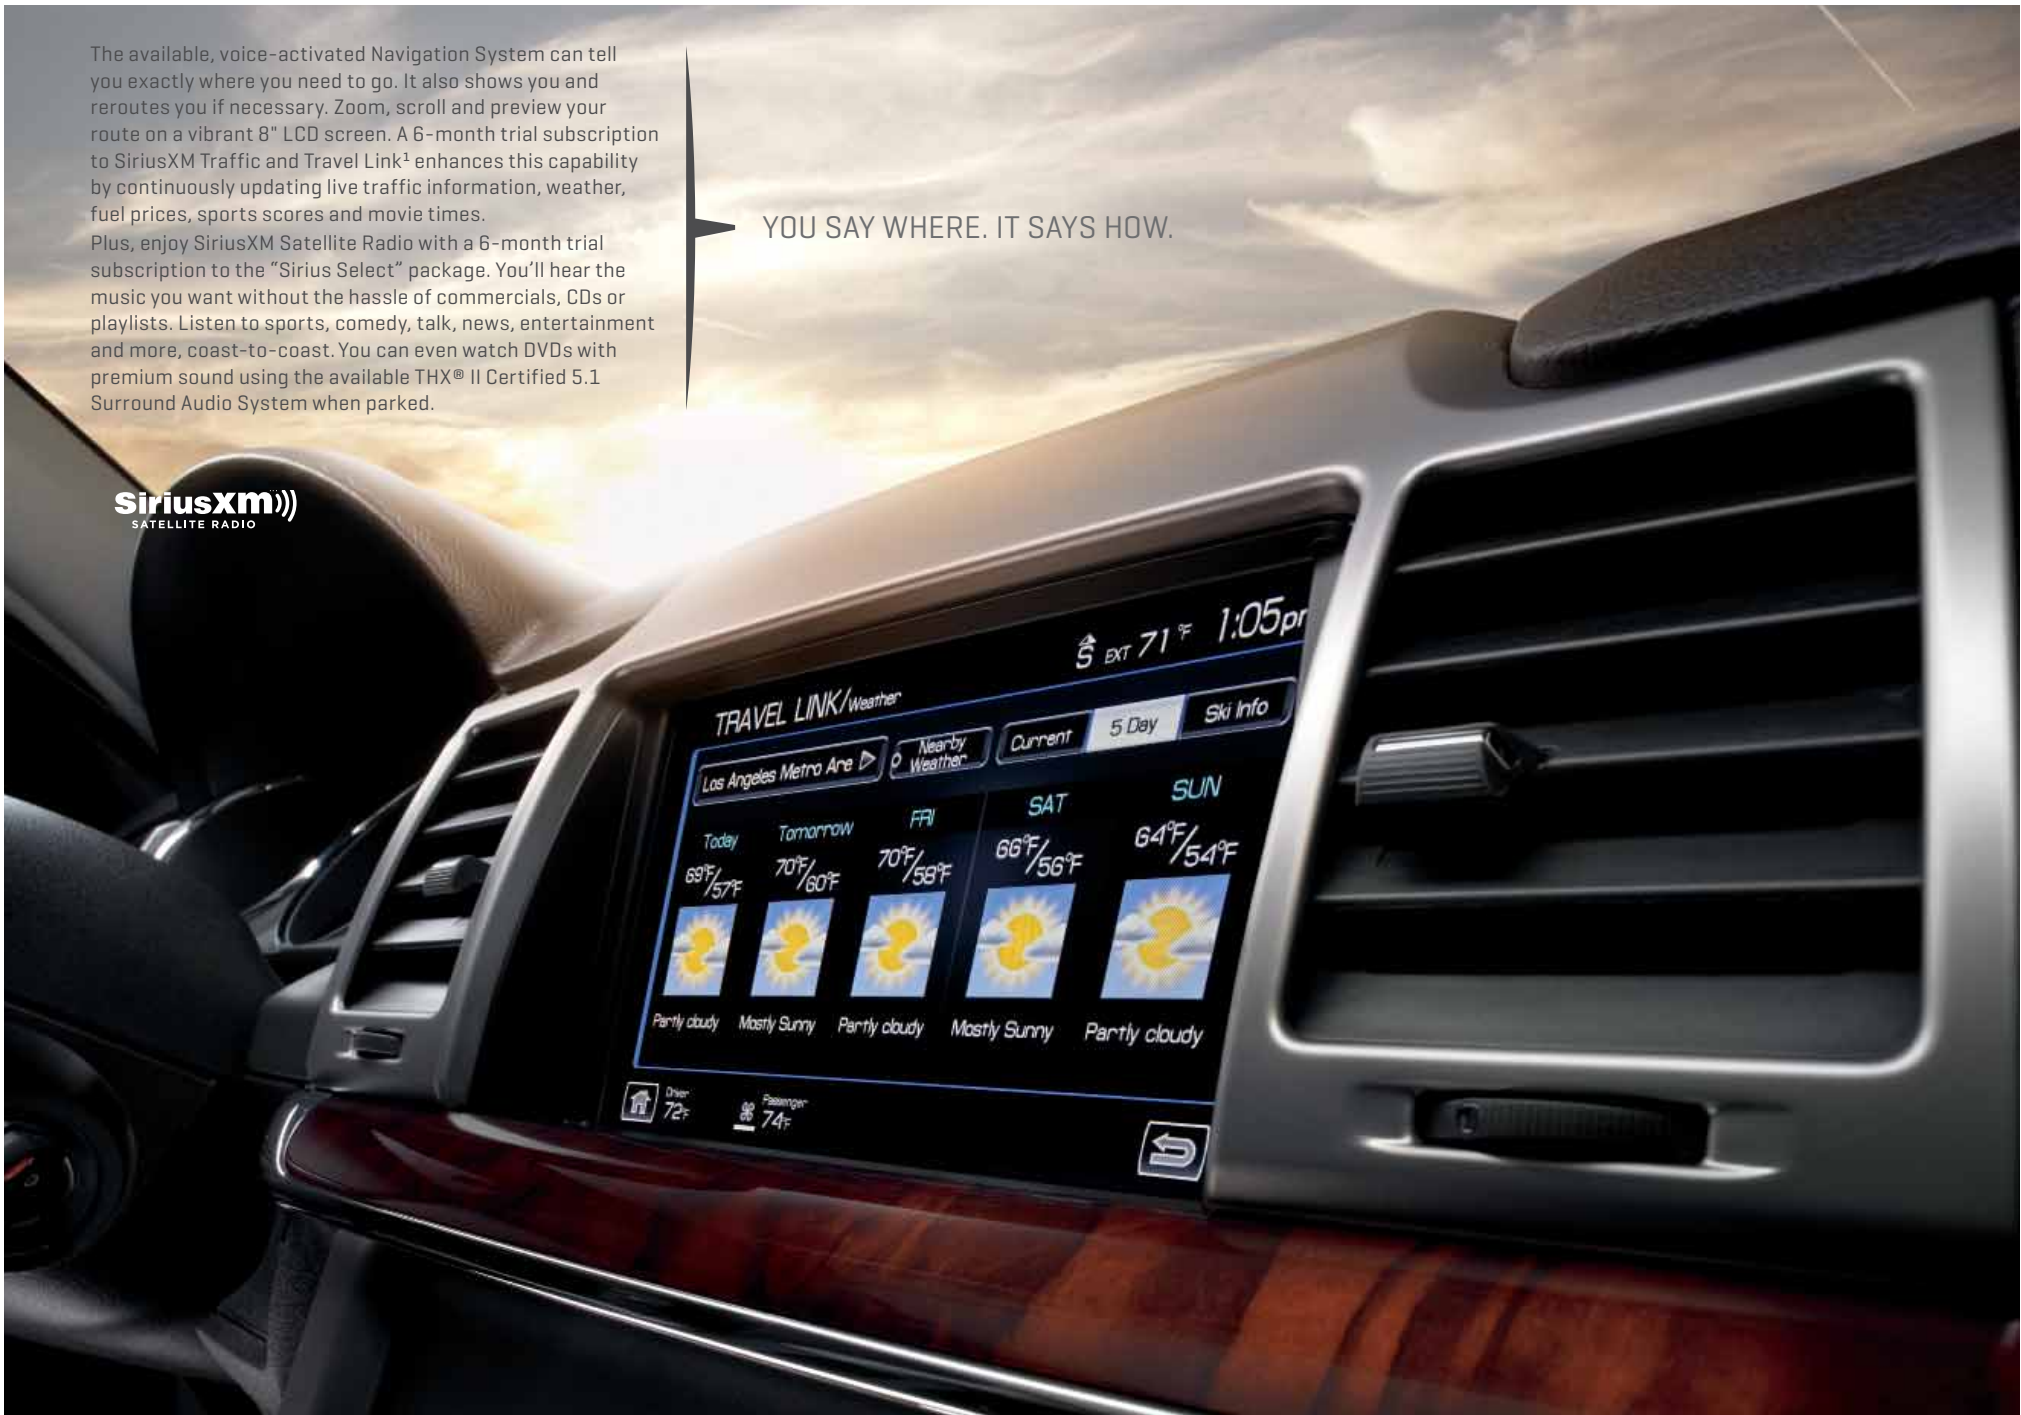 The available, voice-activated Navigation System can tell
you exactly where you need to go. It also shows you and
reroutes you if necessary. Zoom, scroll and preview your
route on a vibrant 8" LCD screen. A 6-month trial subscription
to SiriusXM Traffic and Travel Link¹ enhances this capability
by continuously updating live traffic information, weather,
fuel prices, sports scores and movie times.
Plus, enjoy SiriusXM Satellite Radio with a 6-month trial
subscription to the “Sirius Select” package. You’ll hear the
music you want without the hassle of commercials, CDs or
playlists. Listen to sports, comedy, talk, news, entertainment
and more, coast-to-coast. You can even watch DVDs with
premium sound using the available THX® II Certified 5.1
Surround Audio System when parked.
YOU SAY WHERE. IT SAYS HOW.
SiriusXM
SATELLITE RADIO
S EXT 71 °F 1:05pm
TRAVEL LINK/Weather
Los Angeles Metro Are
Nearby
Weather
Current
5 Day
Ski Info
Today Tomorrow FRI SAT SUN
69°F/57°F 70°F/60°F 70°F/58°F 66°F/56°F 64°F/54°F
Partly cloudy Mostly Sunny Partly cloudy Mostly Sunny Partly cloudy
Driver Passenger
72°F 74°F